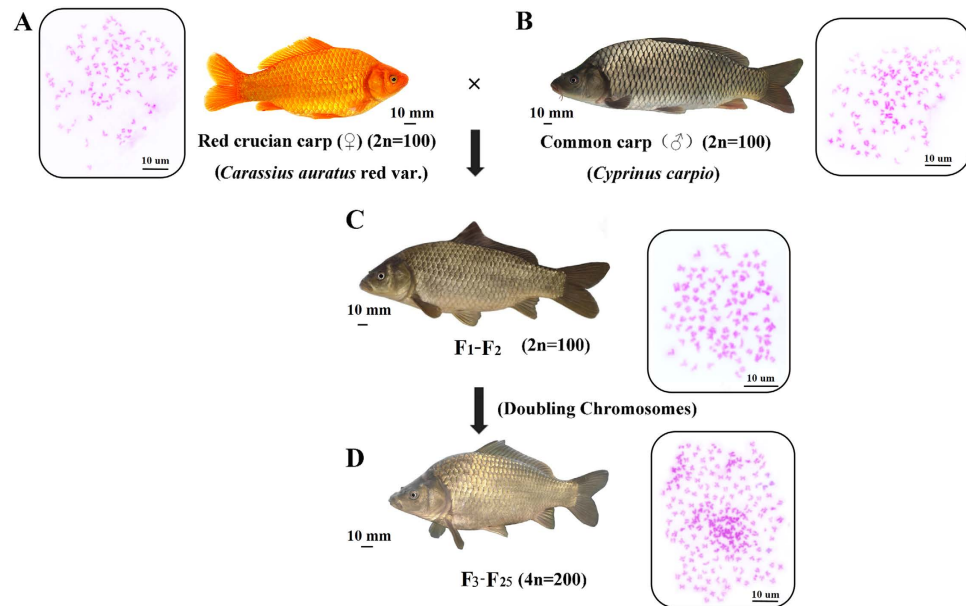 A
B
10 um
10 mm
×
10 mm
10 um
Red crucian carp (♀) (2n=100)
(Carassius auratus red var.)
Common carp （♂） (2n=100)
(Cyprinus carpio)
C
10 mm
F1-F2 (2n=100)
10 um
(Doubling Chromosomes)
D
10 mm
F3-F25 (4n=200)
10 um